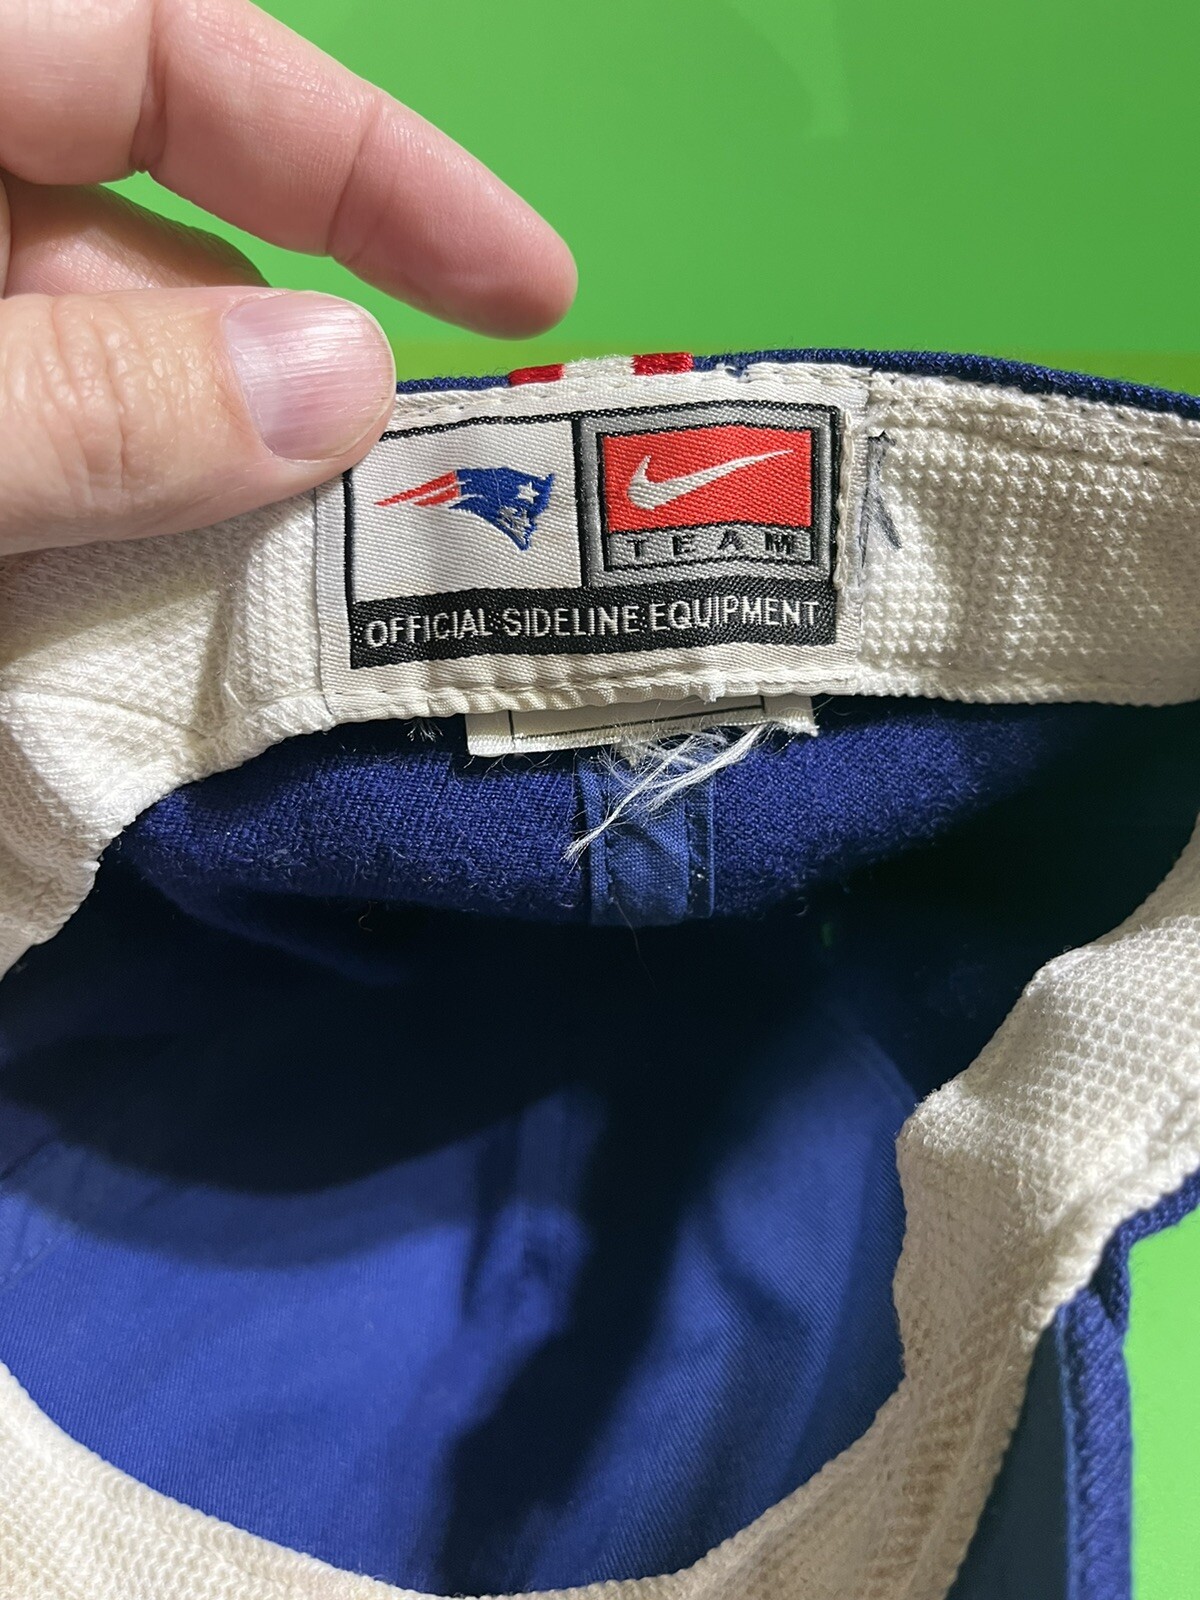 TEAM
OFFICIAL SIDELINE EQUIPMENT